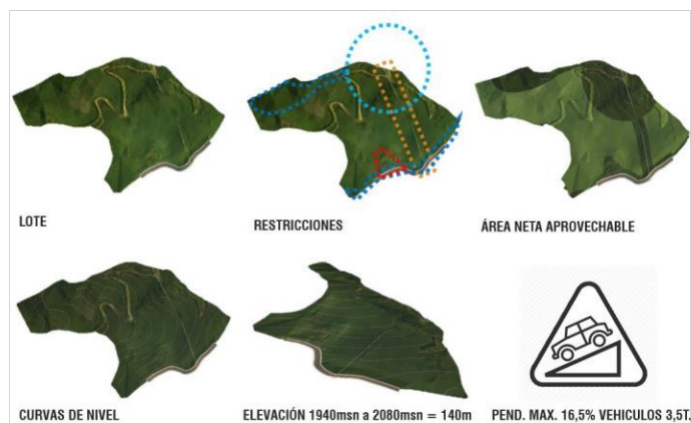 LOTE
RESTRICCIONES
ÁREA NETA APROVECHABLE
CURVAS DE NIVEL
ELEVACIÓN 1940msn a 2080msn = 140m
PEND. MAX. 16,5% VEHICULOS 3,5T.